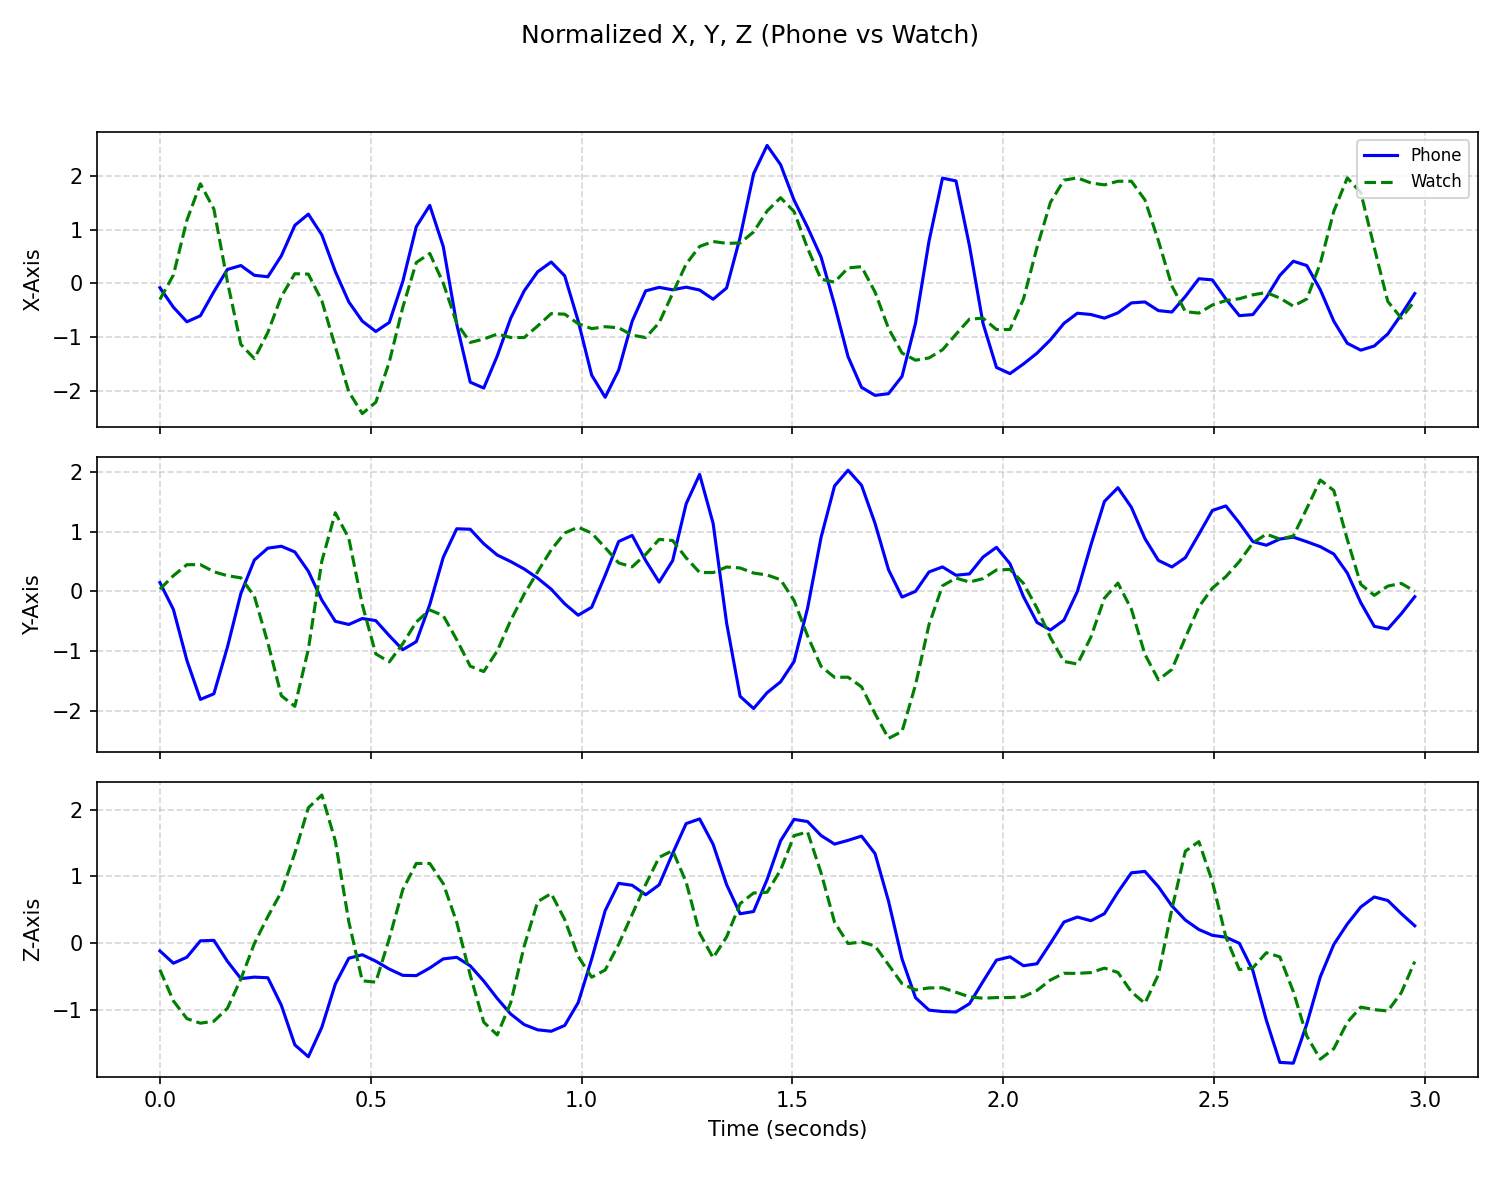 Normalized X, Y, Z (Phone vs Watch)
Phone
Watch
X-Axis
2
1
0
−1
−2
Y-Axis
2
1
0
−1
−2
Z-Axis
2
1
0
−1
0.0 0.5 1.0 1.5 2.0 2.5 3.0
Time (seconds)